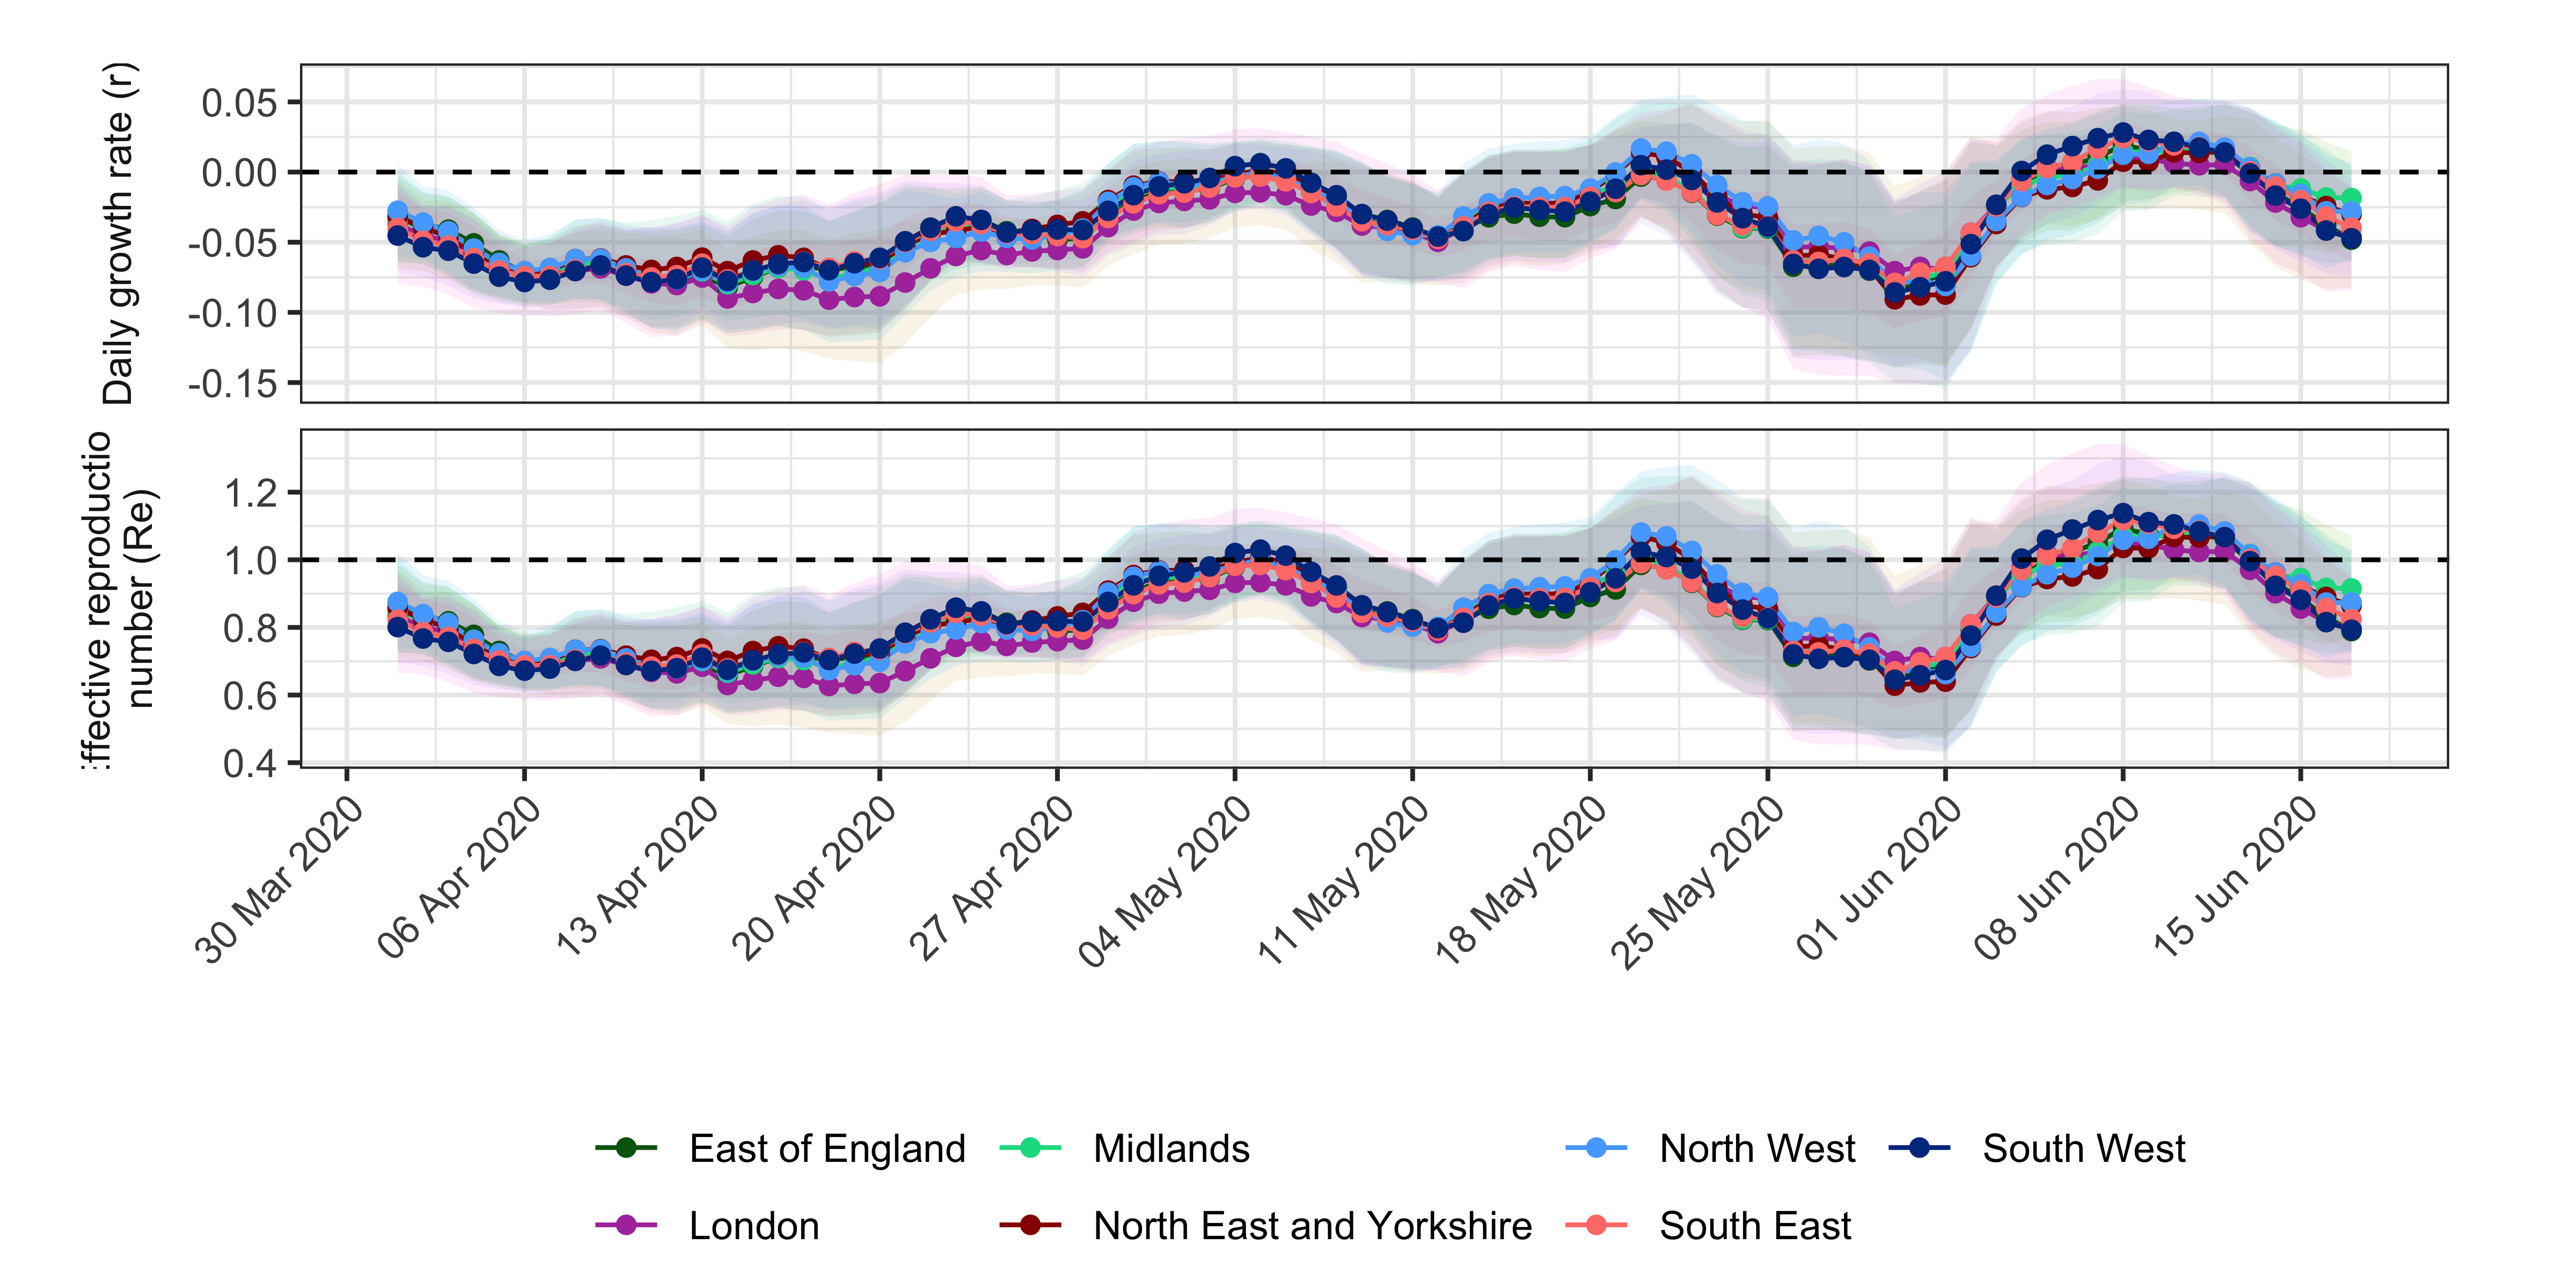 Daily growth rate (r)
0.05
0.00
-0.05
-0.10
-0.15
ffective reproductio
number (Re)
1.2
1.0
0.8
0.6
0.4
30 Mar 2020
06 Apr 2020
13 Apr 2020
20 Apr 2020
27 Apr 2020
04 May 2020
11 May 2020
18 May 2020
25 May 2020
01 Jun 2020
08 Jun 2020
15 Jun 2020
East of England
Midlands
North West
South West
London
North East and Yorkshire
South East